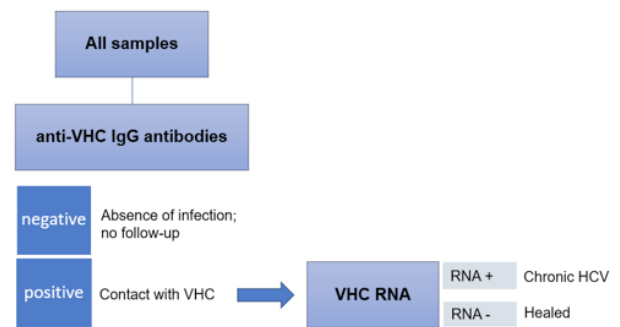 All samples
anti-VHC IgG antibodies
negative
Absence of infection;
no follow-up
positive
Contact with VHC
VHC RNA
RNA +
Chronic HCV
RNA -
Healed